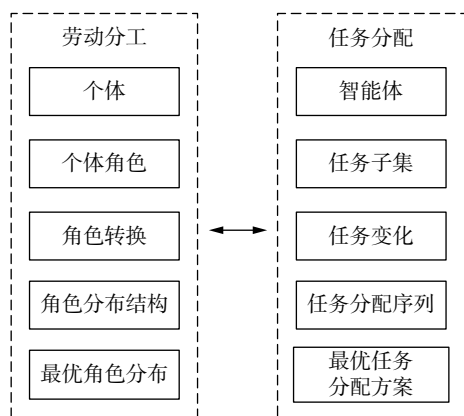 劳动分工
个体
个体角色
角色转换
角色分布结构
最优角色分布
任务分配
智能体
任务子集
任务变化
任务分配序列
最优任务
分配方案